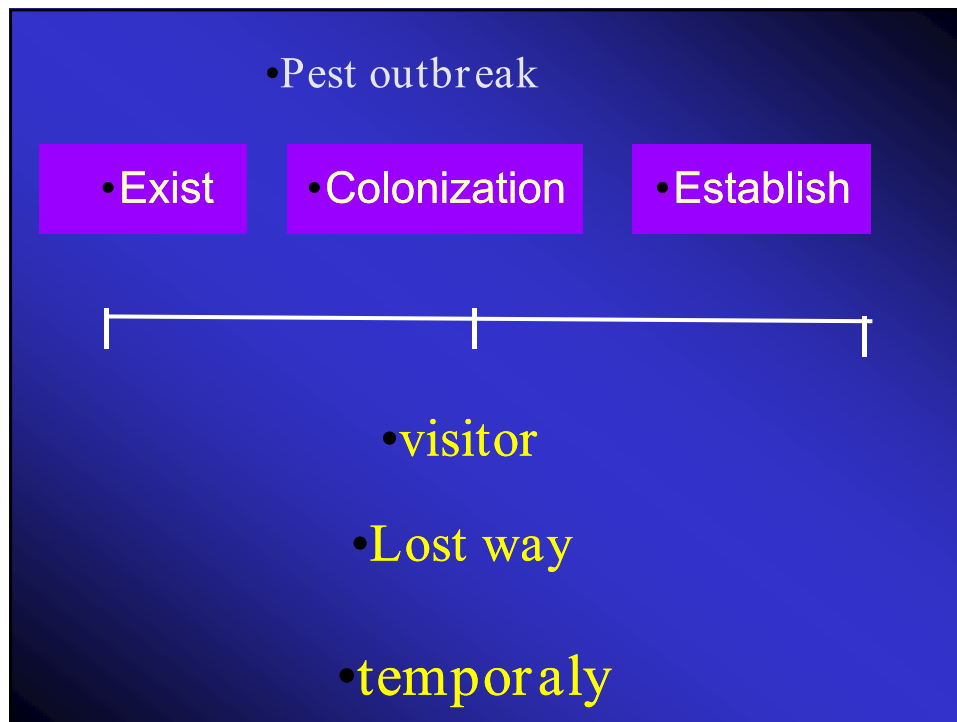 •Pest outbreak
•Exist •Colonization •Establish
•visitor
•Lost way
•temporaly